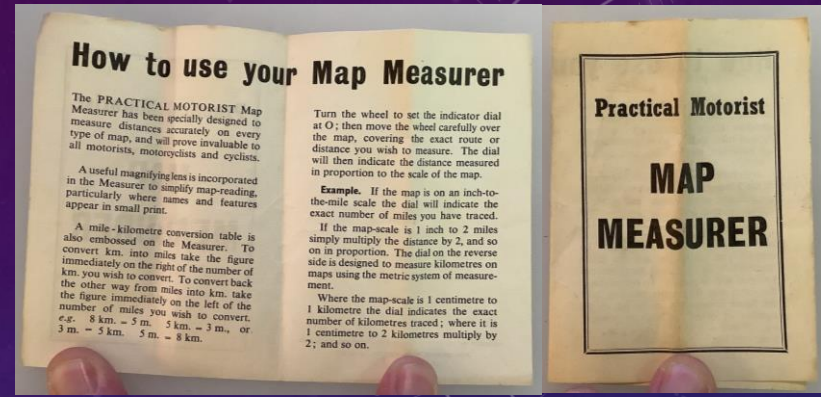 How to use your Map Measurer
The PRACTICAL MOTORIST Map
Measurer has been specially designed to
measure distances accurately on every
type of map, and will prove invaluable to
all motorists, motorcyclists and cyclists.
A useful magnifying lens is incorporated
in the Measurer to simplify map-reading,
particularly where names and features
appear in small print.
A mile-kilometre conversion table is
also embossed on the Measurer. To
convert km. into miles take the figure
immediately on the right of the number of
km. you wish to convert. To convert back
the other way from miles into km. take
the figure immediately on the left of the
number of miles you wish to convert.
e.g. 8 km. = 5 m. 5 km. = 3 m., or
3 m. = 5 km. 5 m. = 8 km.
Turn the wheel to set the indicator dial
at O; then move the wheel carefully over
the map, covering the exact route or
distance you wish to measure. The dial
will then indicate the distance measured
in proportion to the scale of the map.
Example. If the map is on an inch-to-
the-mile scale the dial will indicate the
exact number of miles you have traced.
If the map-scale is 1 inch to 2 miles
simply multiply the distance by 2, and so
on in proportion. The dial on the reverse
side is designed to measure kilometres on
maps using the metric system of measure-
ment.
Where the map-scale is 1 centimetre to
1 kilometre the dial indicates the exact
number of kilometres traced; where it is
1 centimetre to 2 kilometres multiply by
2; and so on.
Practical Motorist
MAP
MEASURER